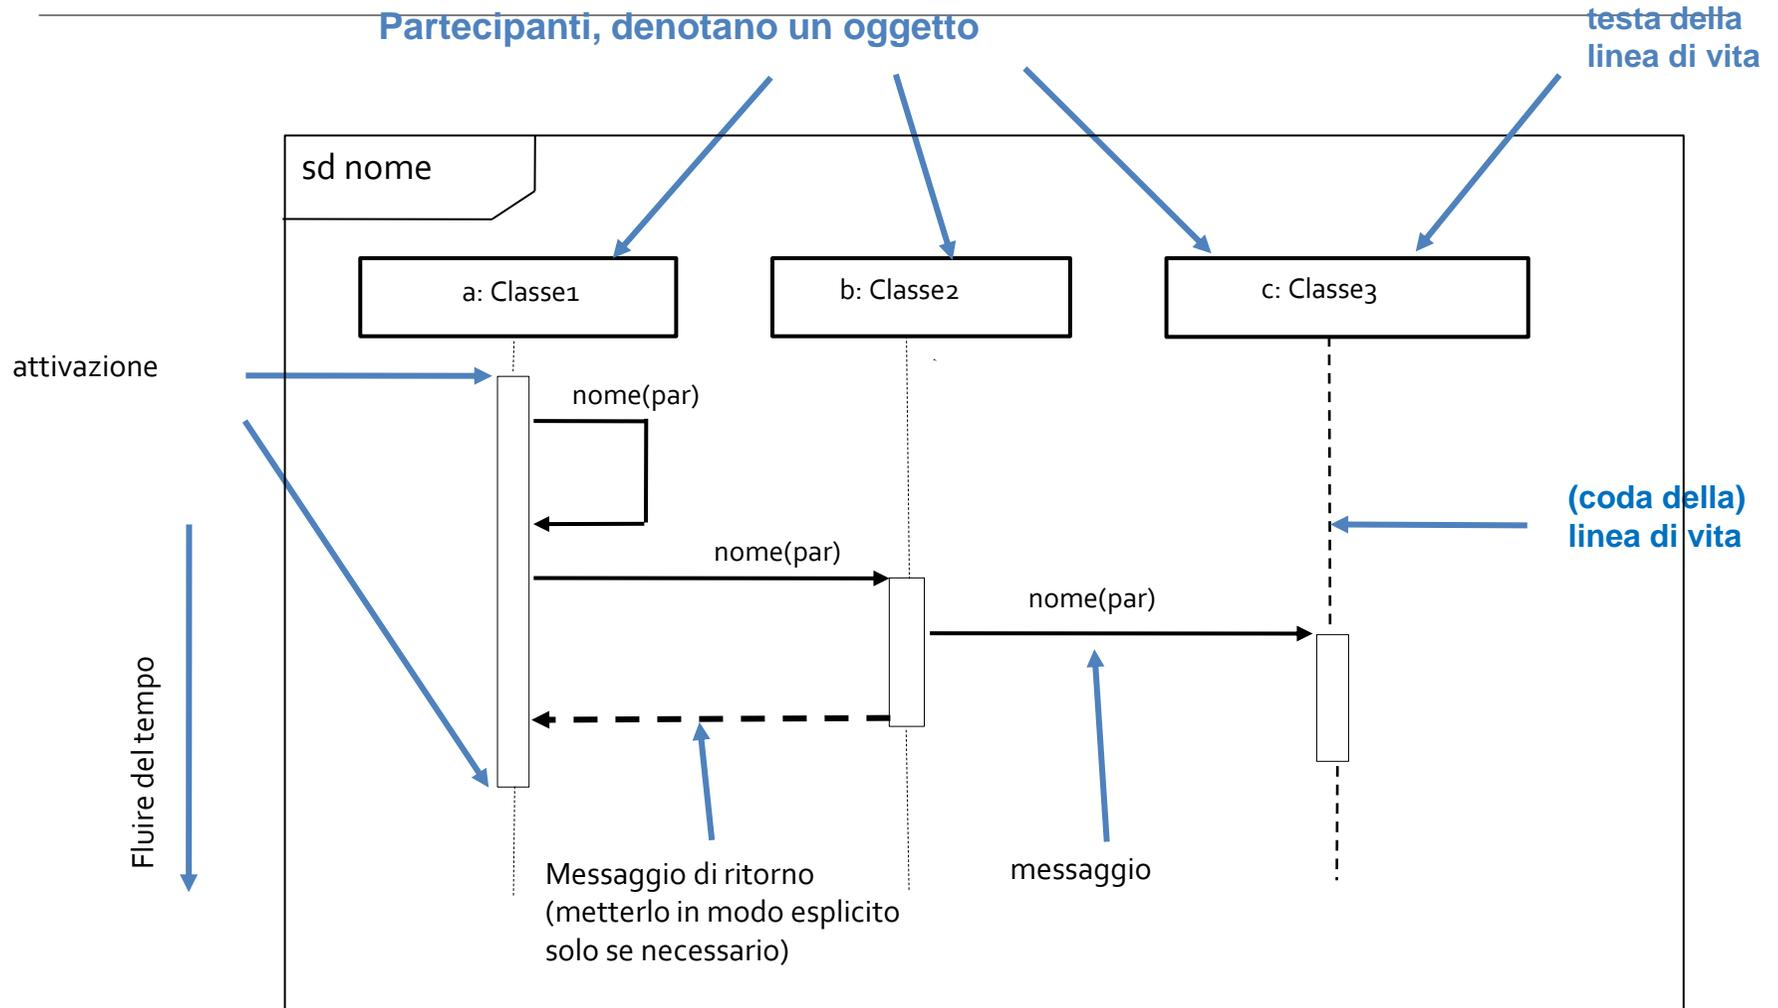 Partecipanti, denotano un oggetto
testa della
linea di vita
sd nome
a: Classe1
b: Classe2
c: Classe3
attivazione
nome(par)
(coda della)
linea di vita
nome(par)
nome(par)
Fluire del tempo
Messaggio di ritorno
(metterlo in modo esplicito
solo se necessario)
messaggio